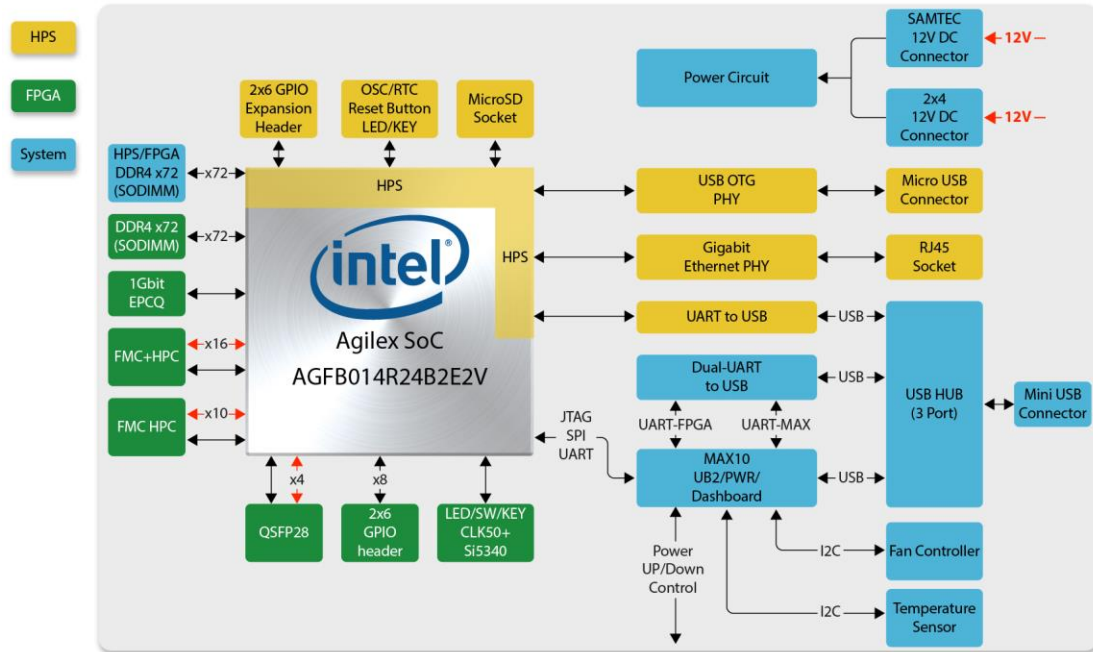 HPS
FPGA
System
SAMTEC
12V DC
Connector
12V
Power Circuit
2x4
12V DC
Connector
12V
2x6 GPIO
Expansion
Header
OSC/RTC
Reset Button
LED/KEY
MicroSD
Socket
HPS/FPGA
DDR4 x72
(SODIMM)
x72
HPS
DDR4 x72
(SODIMM)
x72
1Gbit
EPCQ
FMC+HPC
x16
FMC HPC
x10
HPS
intel®
Agilex SoC
AGFB014R24B2E2V
USB OTG
PHY
Micro USB
Connector
Gigabit
Ethernet PHY
RJ45
Socket
UART to USB
USB
Dual-UART
to USB
USB
USB HUB
(3 Port)
Mini USB
Connector
UART-FPGA
UART-MAX
JTAG
SPI
UART
MAX10
UB2/PWR/
Dashboard
USB
x4
x8
QSFP28
2x6
GPIO
header
LED/SW/KEY
CLK50+
Si5340
Power
UP/Down
Control
I2C
Fan Controller
I2C
Temperature
Sensor